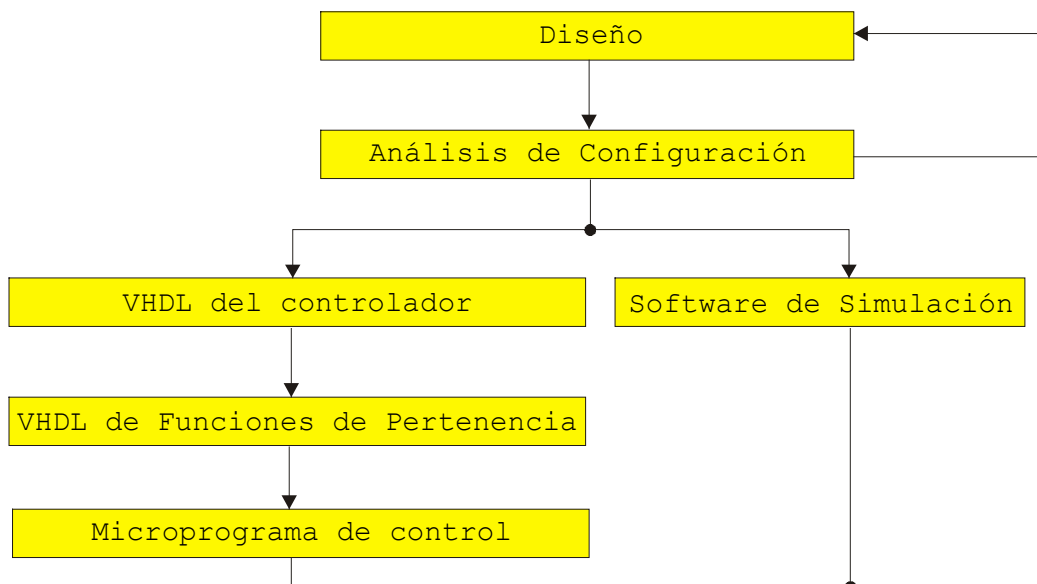 Diseño
Análisis de Configuración
VHDL del controlador
Software de Simulación
VHDL de Funciones de Pertenencia
Microprograma de control